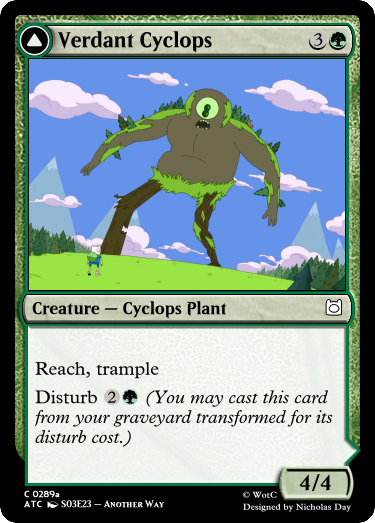 Verdant Cyclops 3
Creature — Cyclops Plant
Reach, trample
Disturb 2 (You may cast this card
from your graveyard transformed for its
disturb cost.)
4/4
C 0289a
ATC S03E23 – Another Way
© WotC
Designed by Nicholas Day